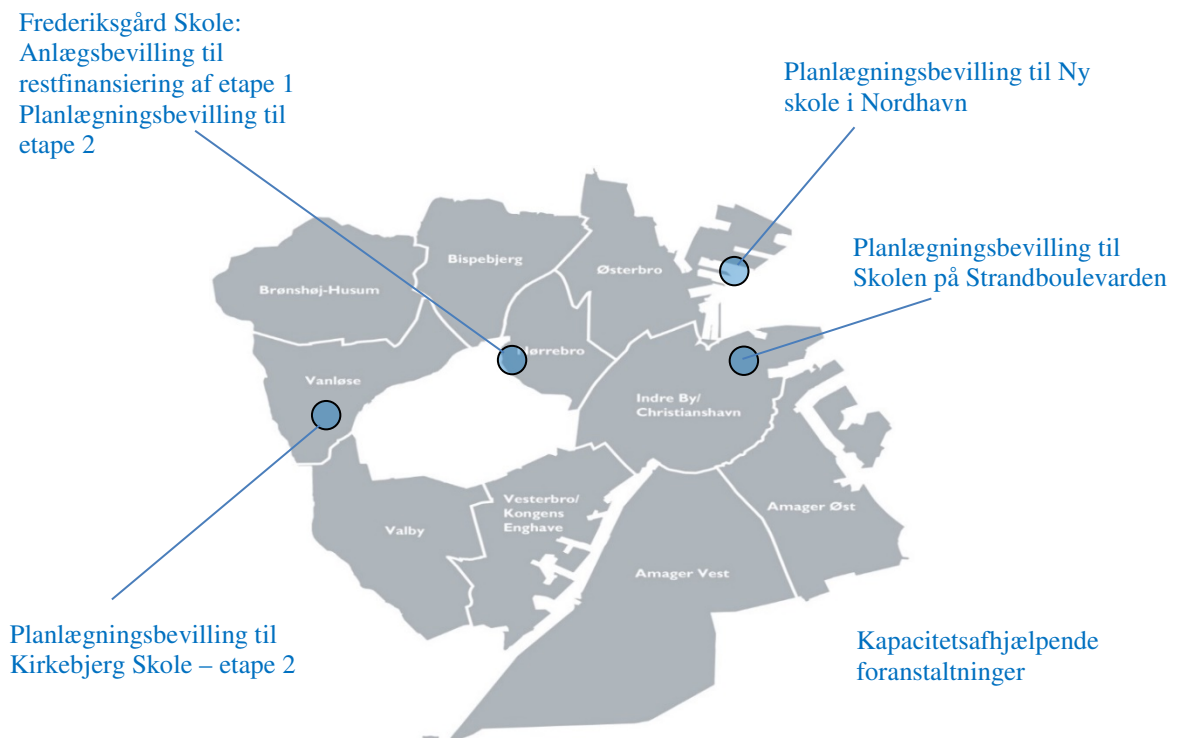 Frederiksgård Skole:
Anlægsbevilling til
restfinansiering af etape 1
Planlægningsbevilling til
etape 2
Planlægningsbevilling til Ny
skole i Nordhavn
Planlægningsbevilling til
Skolen på Strandboulevarden
Bispebjerg
Østerbro
Brønshøj-Husum
Nørrebro
Vanløse
Indre By/
Christianshavn
Vesterbro/
Kongens
Enghave
Amager Øst
Valby
Amager Vest
Planlægningsbevilling til
Kirkebjerg Skole – etape 2
Kapacitetsafhjælpende
foranstaltninger